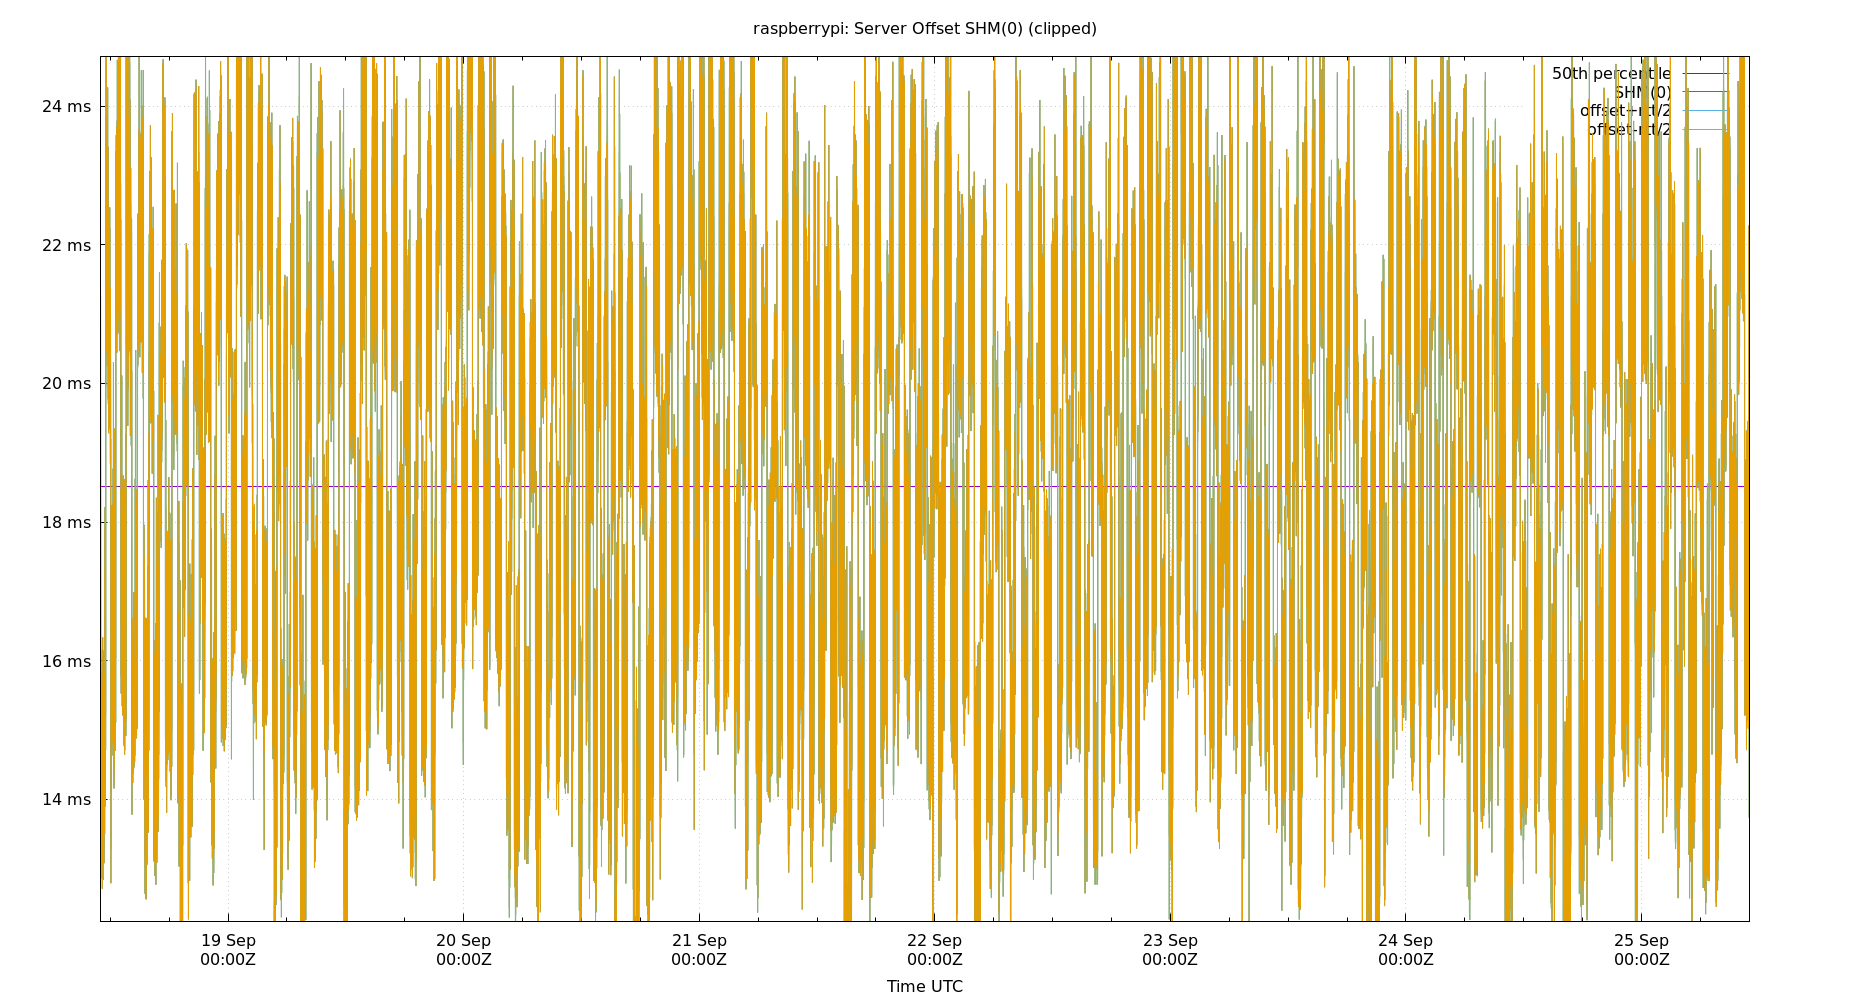 raspberrypi: Server Offset SHM(0) (clipped)
50th percentile
SHM(0)
offset+rtt/2
offset-rtt/2
24 ms
22 ms
20 ms
18 ms
16 ms
14 ms
19 Sep
00:00Z
20 Sep
00:00Z
21 Sep
00:00Z
22 Sep
00:00Z
23 Sep
00:00Z
24 Sep
00:00Z
25 Sep
00:00Z
Time UTC